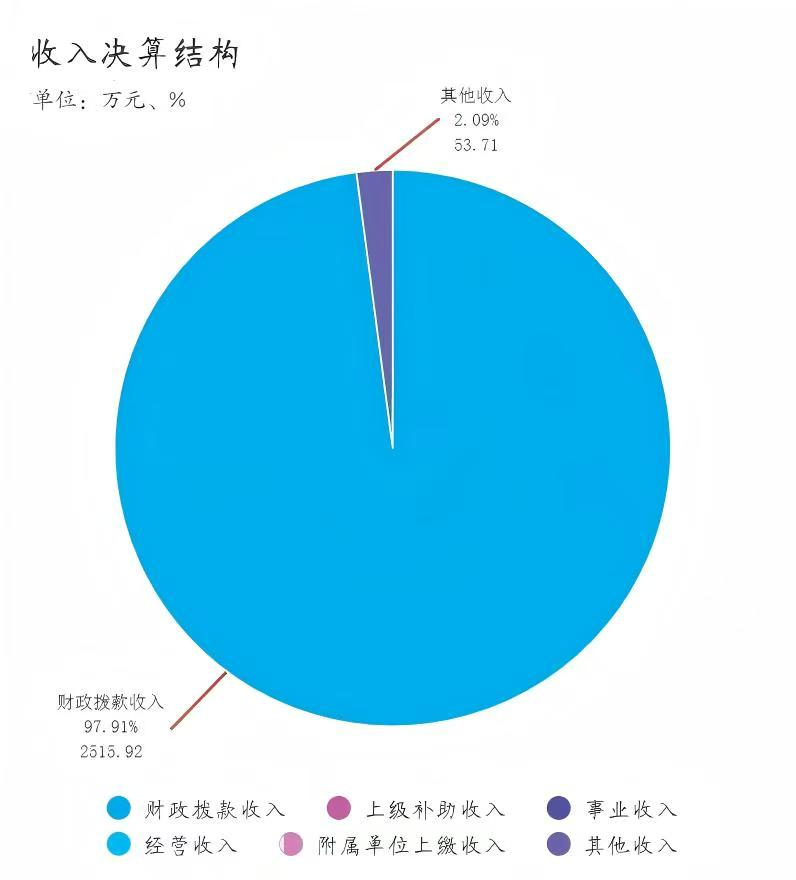 收入决算结构
单位：万元、%
其他收入
2.09%
53.71
财政拨款收入
97.91%
2515.92
财政拨款收入 上级补助收入 事业收入
经营收入 附属单位上缴收入 其他收入